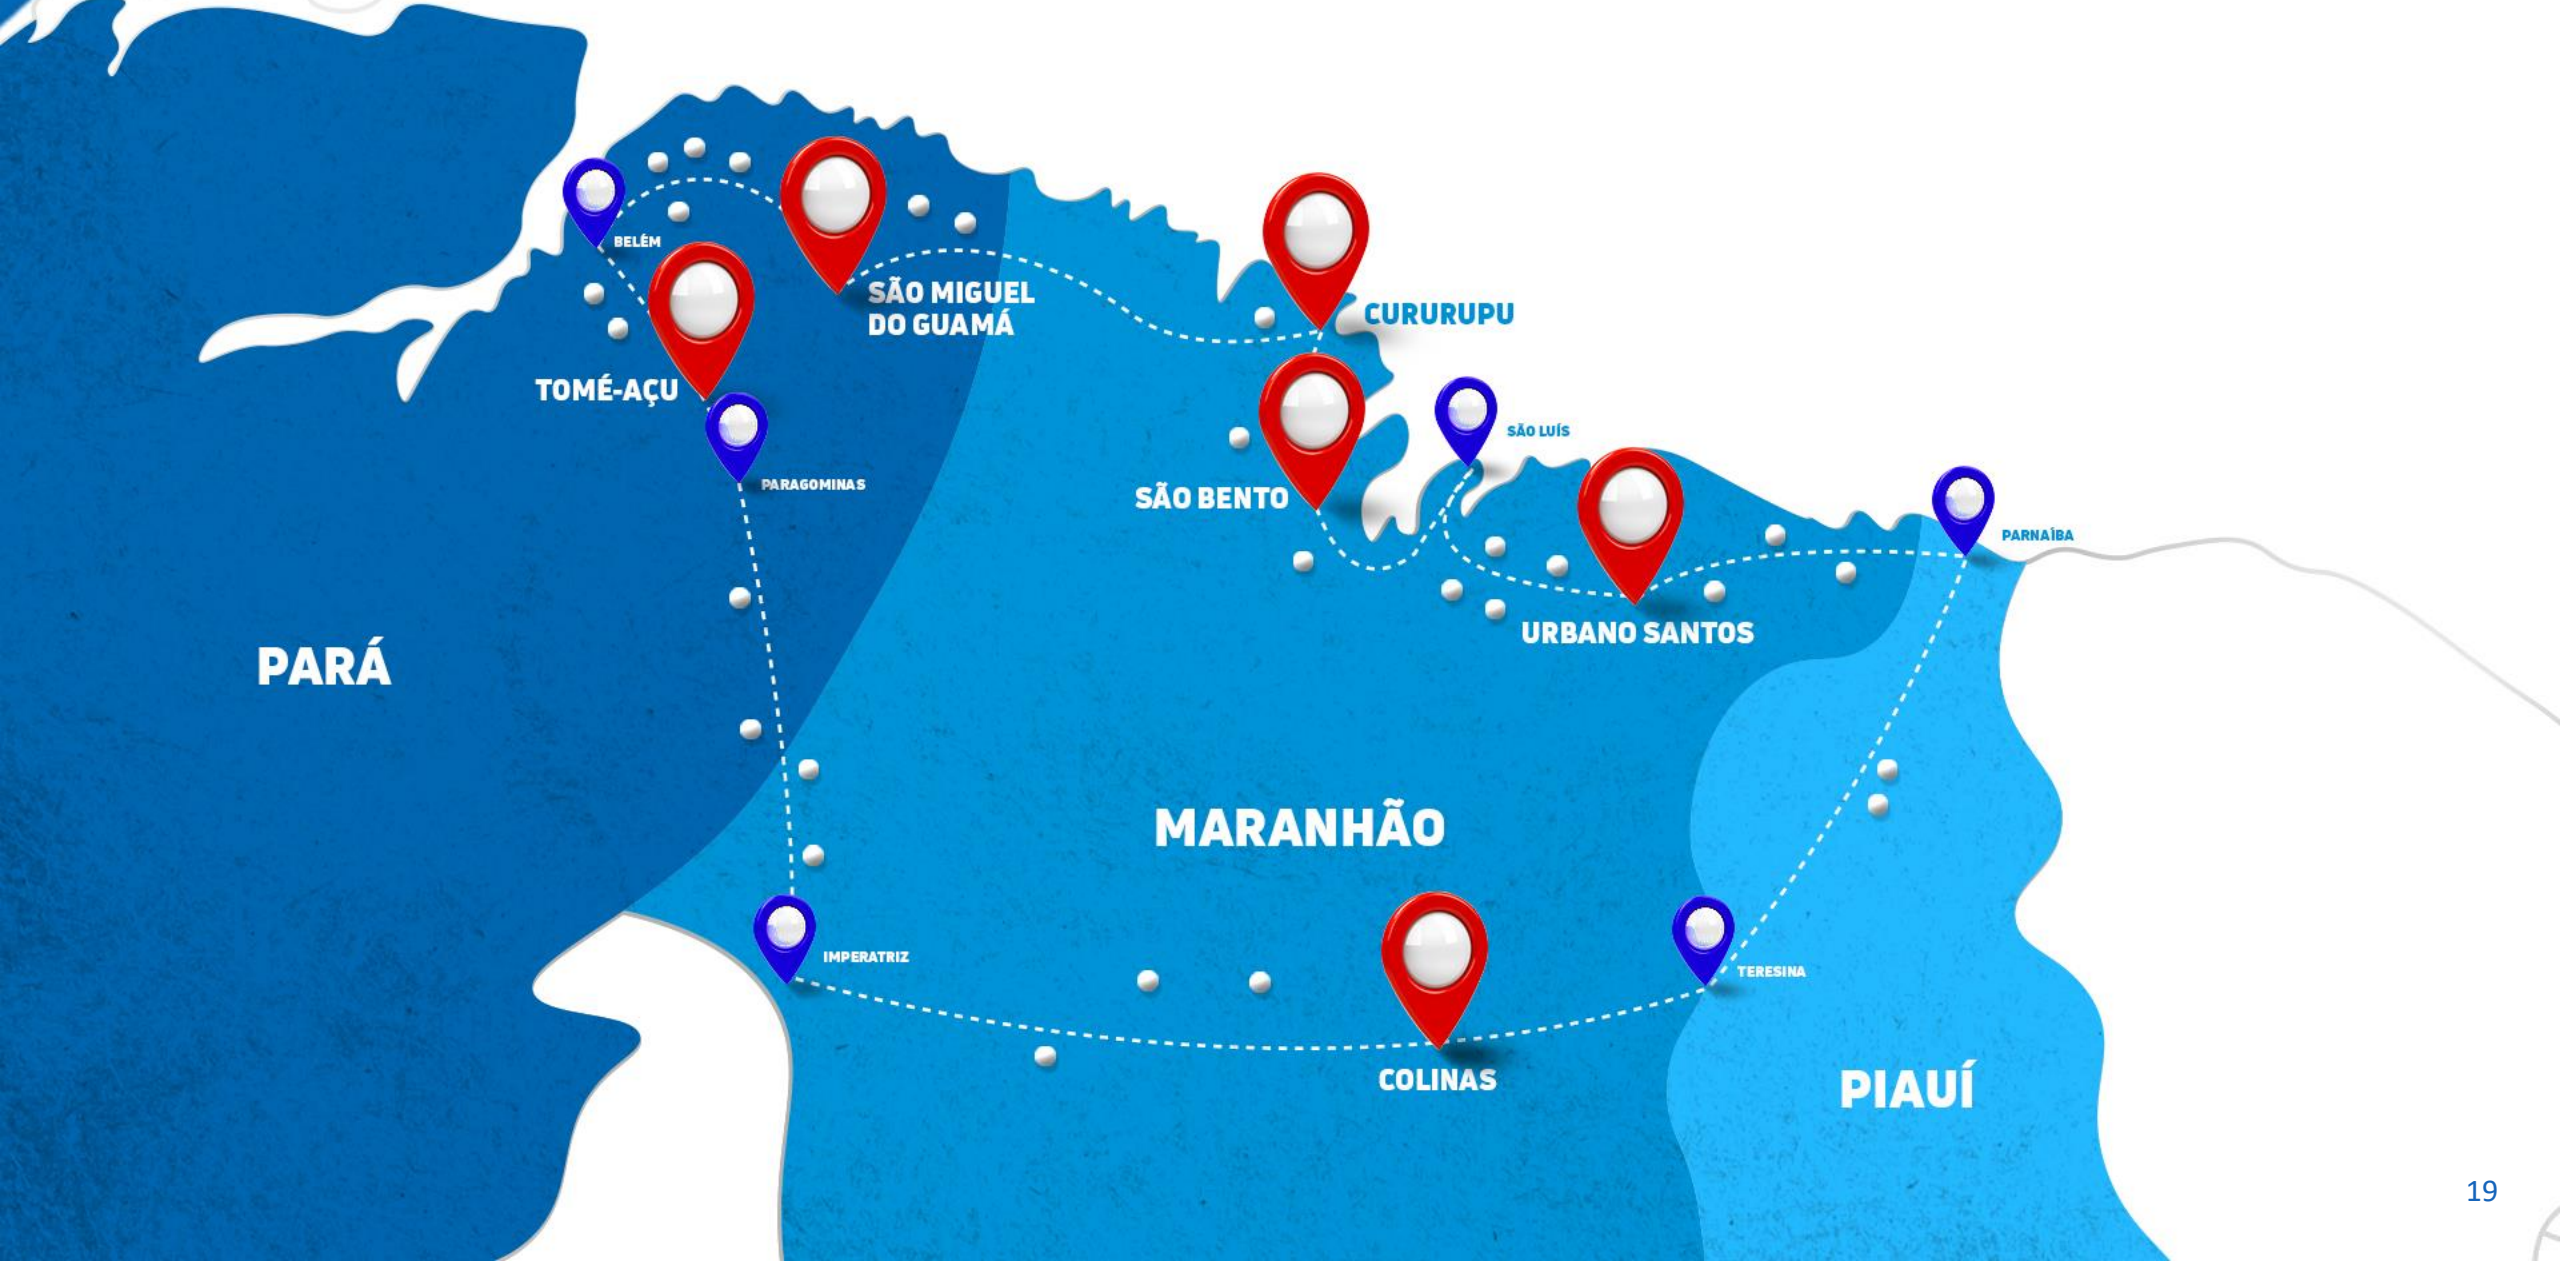 BELÉM
SÃO MIGUEL
DO GUAMÁ
CURURUPU
TOMÉ-AÇU
SÃO LUÍS
PARAGOMINAS
SÃO BENTO
PARNAÍBA
URBANO SANTOS
PARÁ
MARANHÃO
IMPERATRIZ
TERESINA
COLINAS
PIAUÍ
19